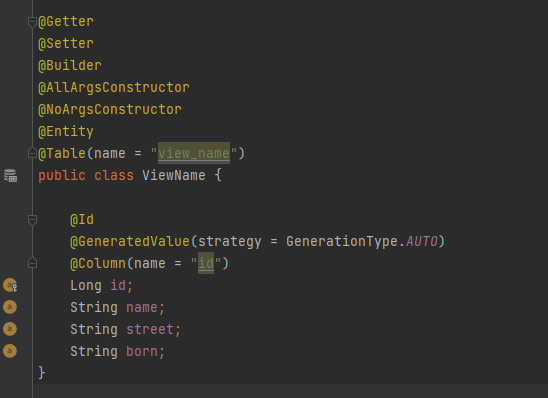 @Getter
@Setter
@Builder
@AllArgsConstructor
@NoArgsConstructor
@Entity
@Table(name = "view_name")
public class ViewName {
@Id
@GeneratedValue(strategy = GenerationType.AUTO)
@Column(name = "id")
Long id;
String name;
String street;
String born;
}